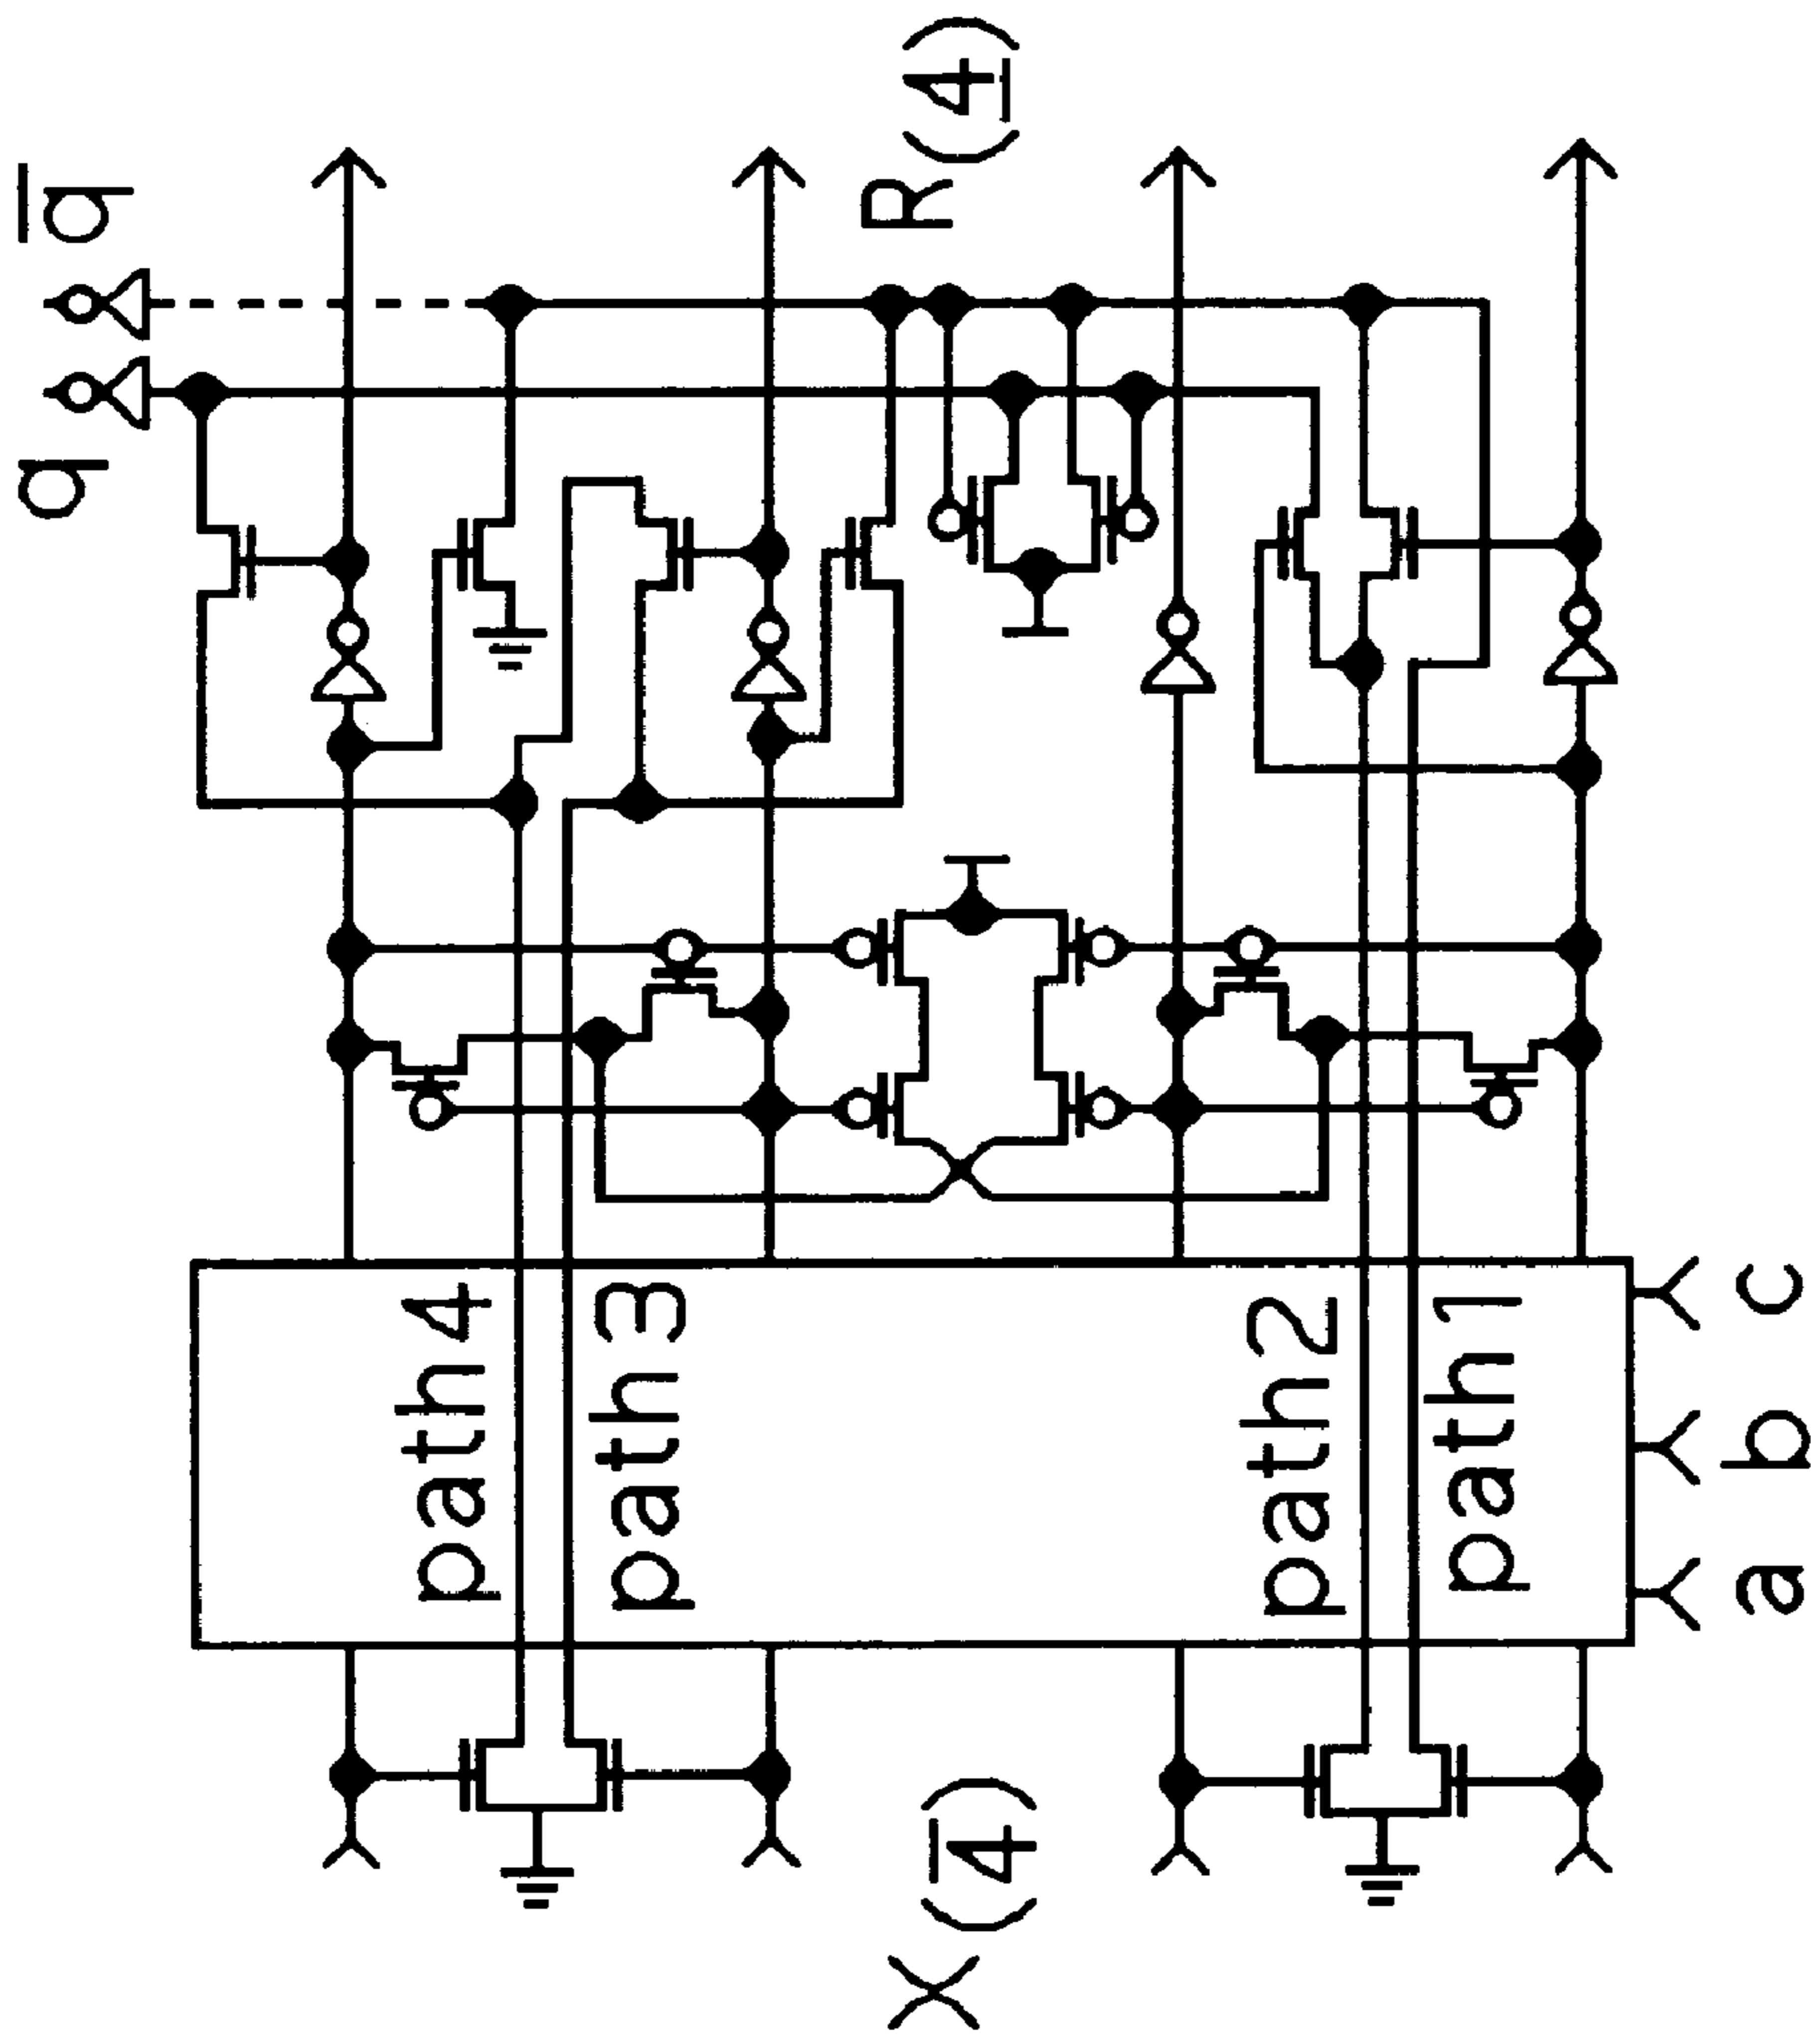 q q̅
path4
path3
X(4̅)
R(4̲)
path2
path1
a b c